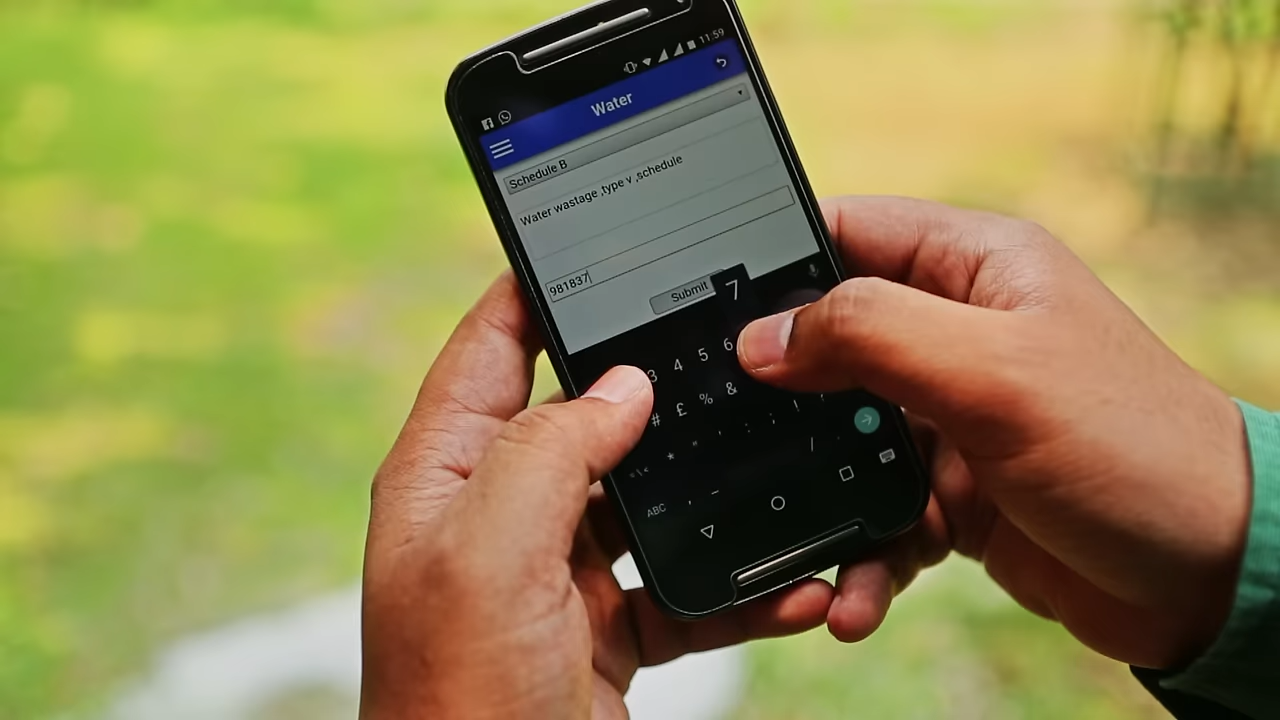 11:59
Water
Schedule B
Water wastage ,type v ,schedule
981837
Submit
7
3 4 5 6
# £ % &
* " ' : ; !
/
ABC , _